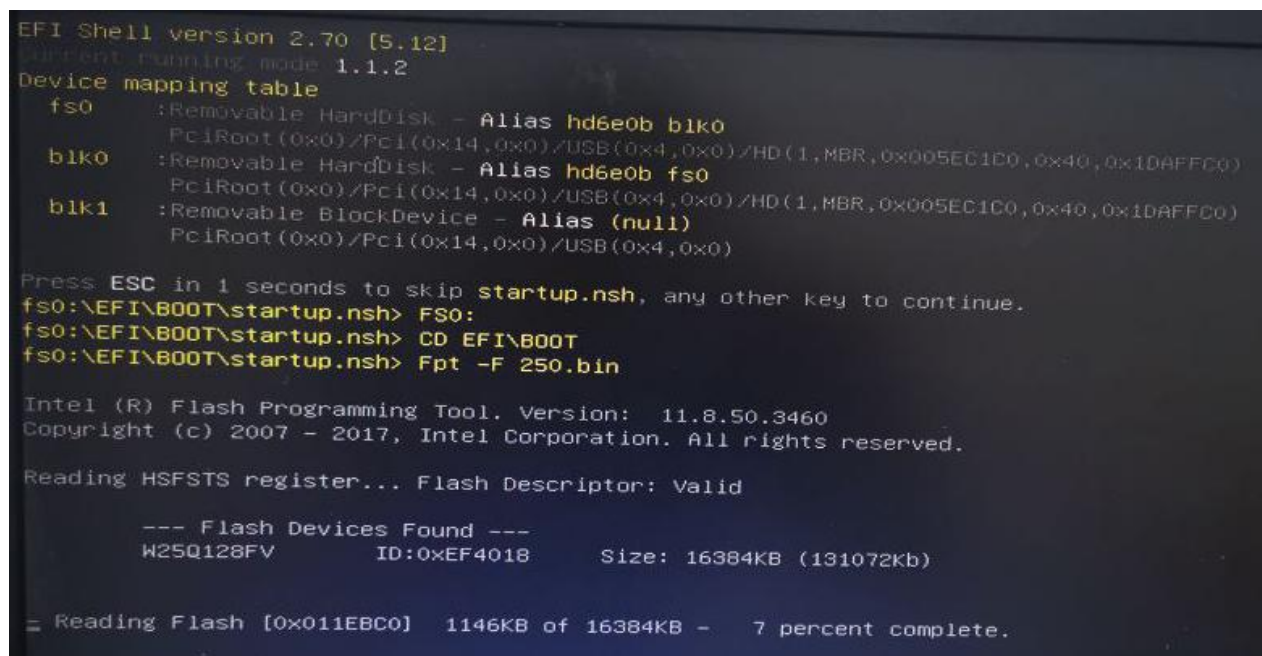 EFI Shell version 2.70 [5.12]
Current running mode 1.1.2
Device mapping table
fs0 :Removable HardDisk - Alias hd6e0b blk0
PciRoot(0x0)/Pci(0x14,0x0)/USB(0x4,0x0)/HD(1,MBR,0x005EC1C0,0x40,0x1DAFFC0)
blk0 :Removable HardDisk - Alias hd6e0b fs0
PciRoot(0x0)/Pci(0x14,0x0)/USB(0x4,0x0)/HD(1,MBR,0x005EC1C0,0x40,0x1DAFFC0)
blk1 :Removable BlockDevice - Alias (null)
PciRoot(0x0)/Pci(0x14,0x0)/USB(0x4,0x0)
Press ESC in 1 seconds to skip startup.nsh, any other key to continue.
fs0:\EFI\BOOT\startup.nsh> FS0:
fs0:\EFI\BOOT\startup.nsh> CD EFI\BOOT
fs0:\EFI\BOOT\startup.nsh> Fpt -F 250.bin
Intel (R) Flash Programming Tool. Version: 11.8.50.3460
Copyright (c) 2007 - 2017, Intel Corporation. All rights reserved.
Reading HSFSTS register... Flash Descriptor: Valid
--- Flash Devices Found ---
W25Q128FV ID:0xEF4018 Size: 16384KB (131072Kb)
- Reading Flash [0x011EBC0] 1146KB of 16384KB - 7 percent complete.